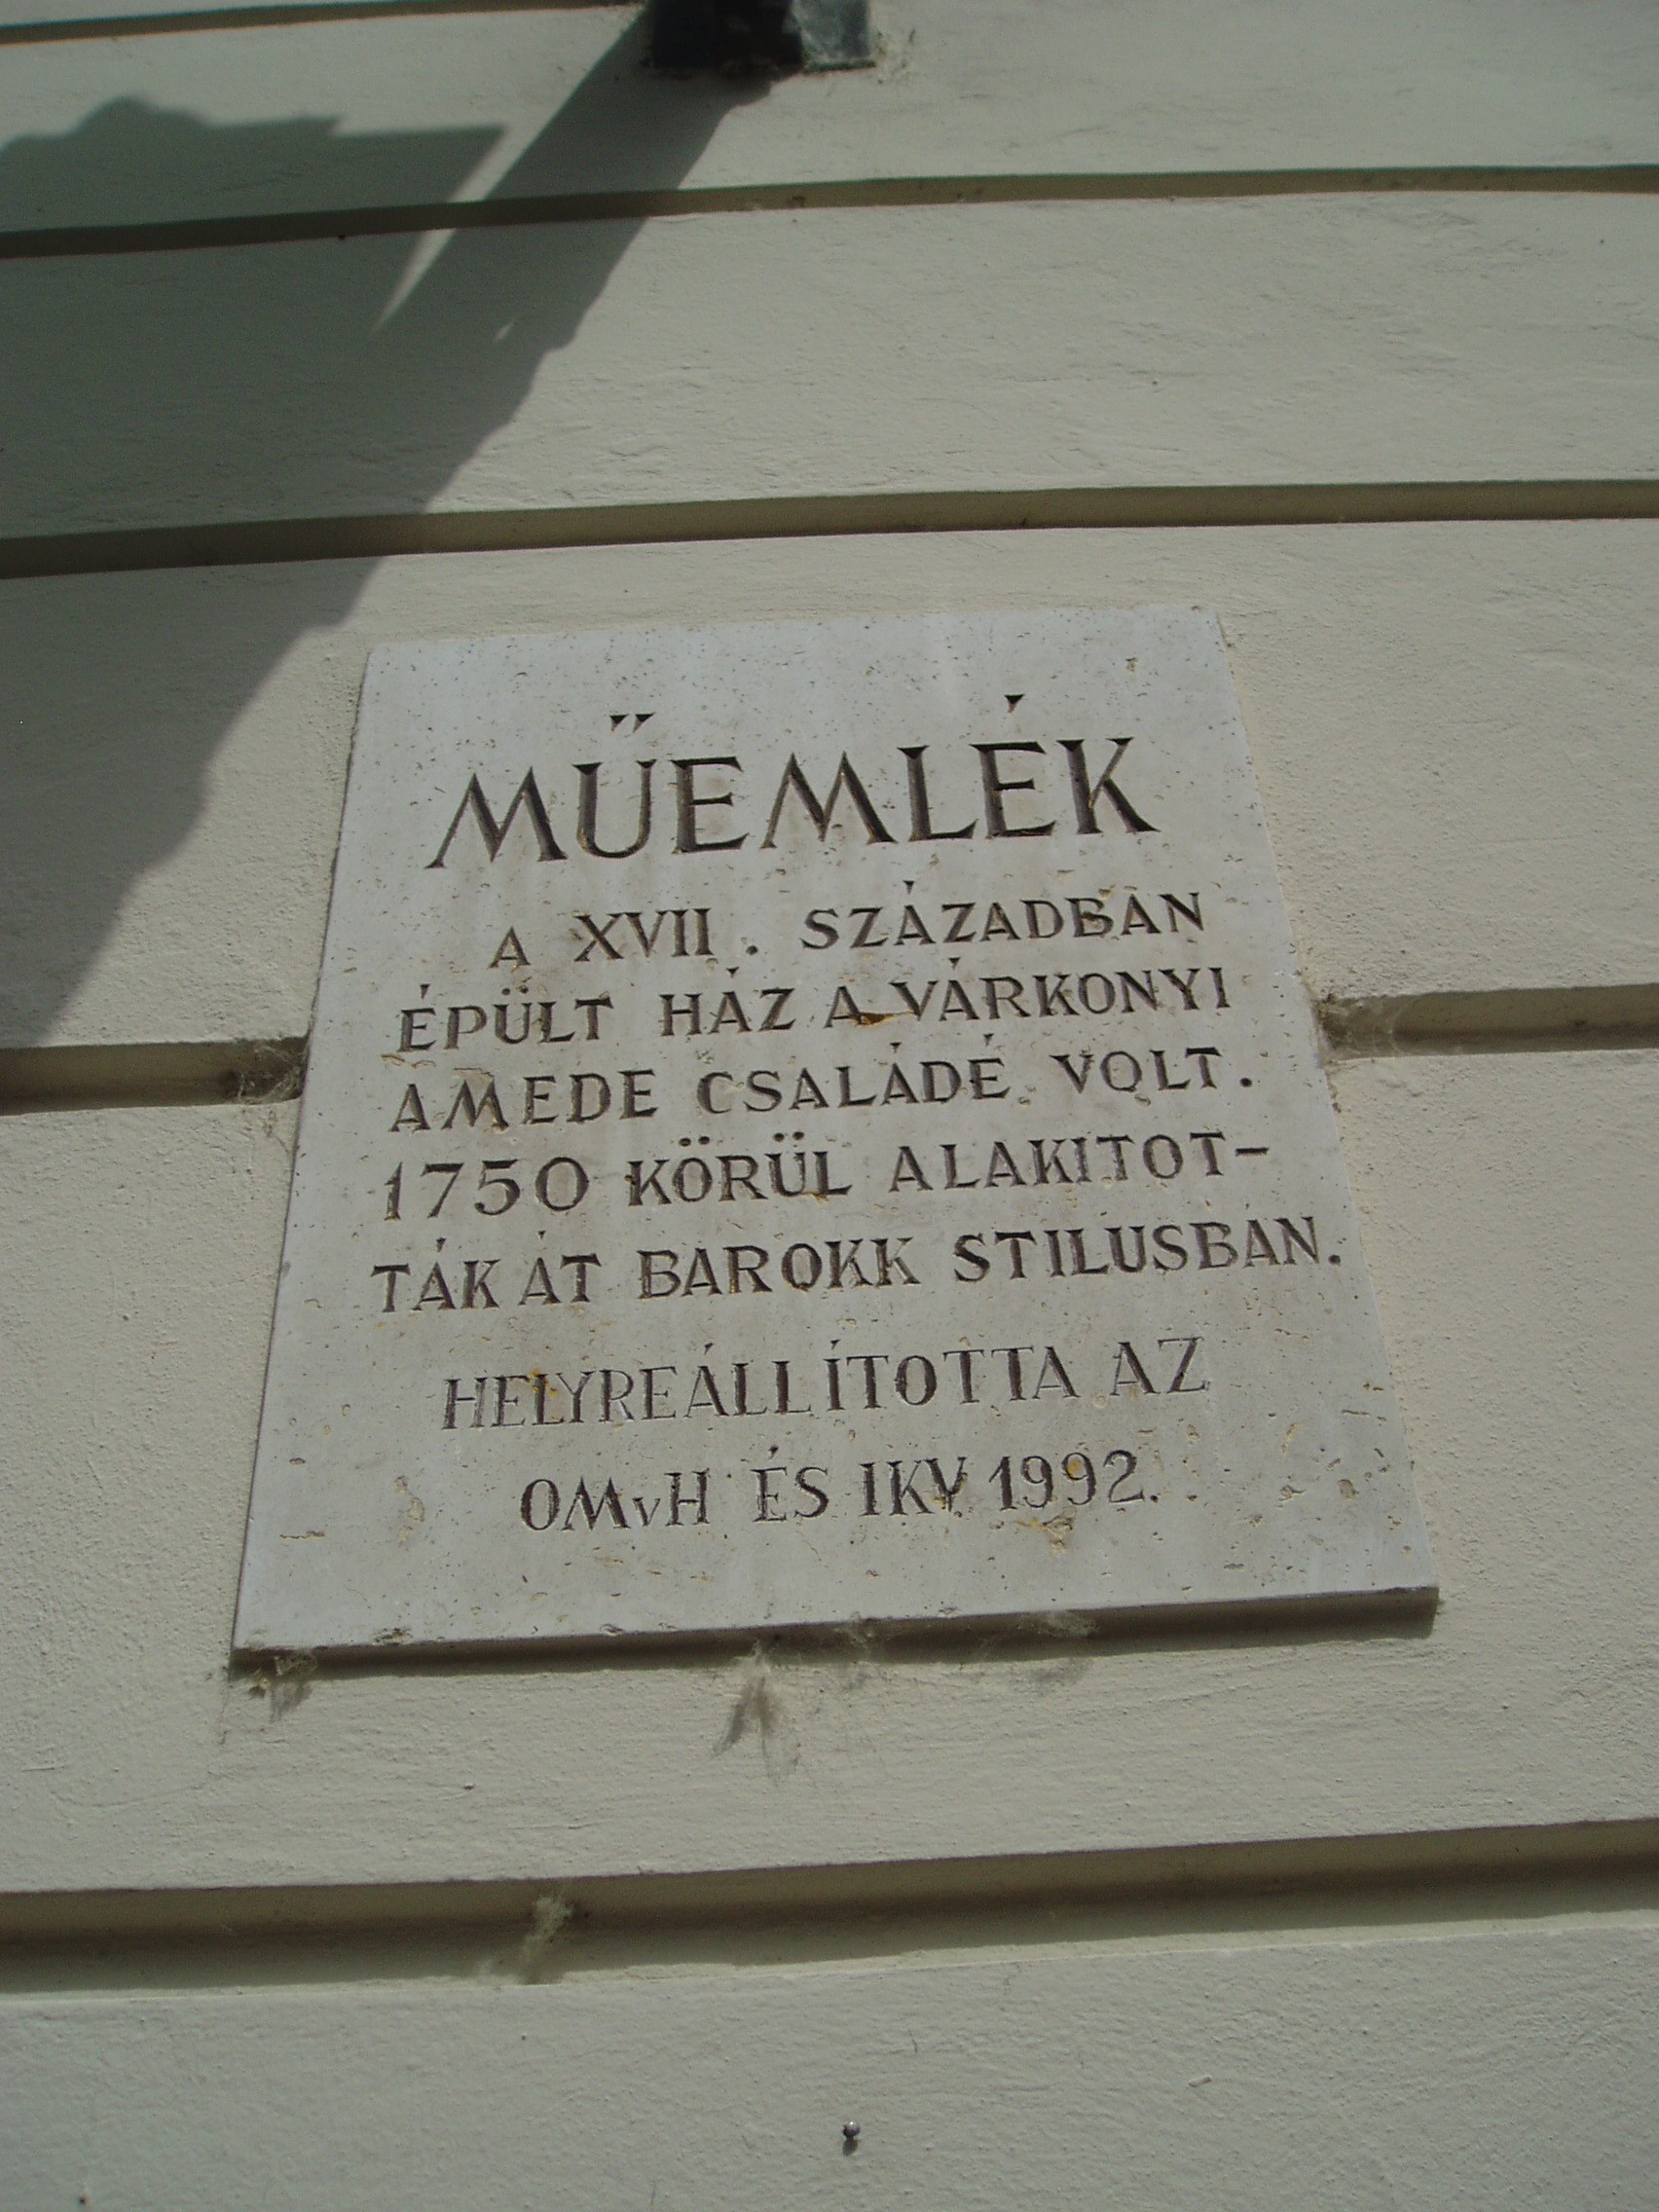 MŰEMLÉK
A XVII. SZÁZADBAN
ÉPÜLT HÁZ A VÁRKONYI
AMEDE CSALÁDÉ VOLT.
1750 KÖRÜL ALAKITOT-
TÁK ÁT BAROKK STILUSBAN.
HELYREÁLLÍTOTTA AZ
OMvH ÉS IKV 1992.